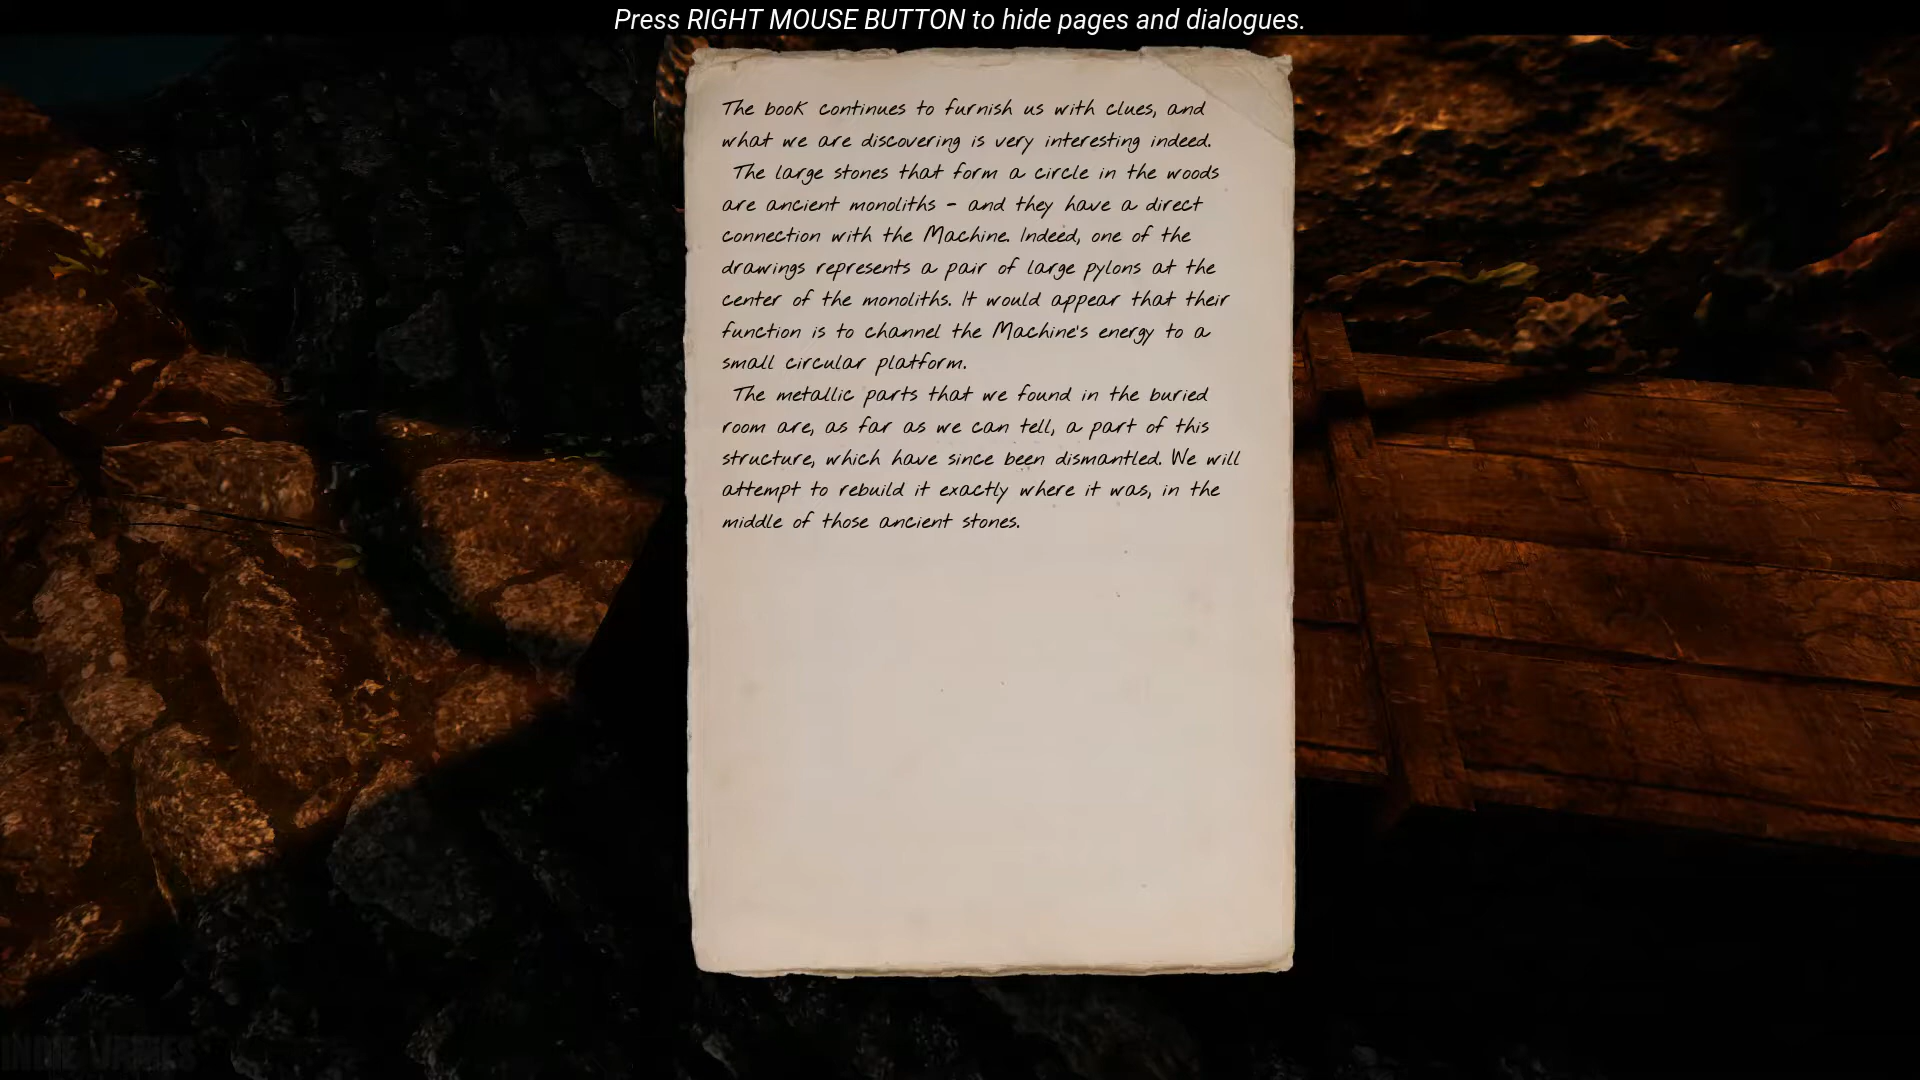 Press RIGHT MOUSE BUTTON to hide pages and dialogues.
The book continues to furnish us with clues, and
what we are discovering is very interesting indeed.
The large stones that form a circle in the woods
are ancient monoliths - and they have a direct
connection with the Machine. Indeed, one of the
drawings represents a pair of large pylons at the
center of the monoliths. It would appear that their
function is to channel the Machine's energy to a
small circular platform.
The metallic parts that we found in the buried
room are, as far as we can tell, a part of this
structure, which have since been dismantled. We will
attempt to rebuild it exactly where it was, in the
middle of those ancient stones.
INDIE JAMES